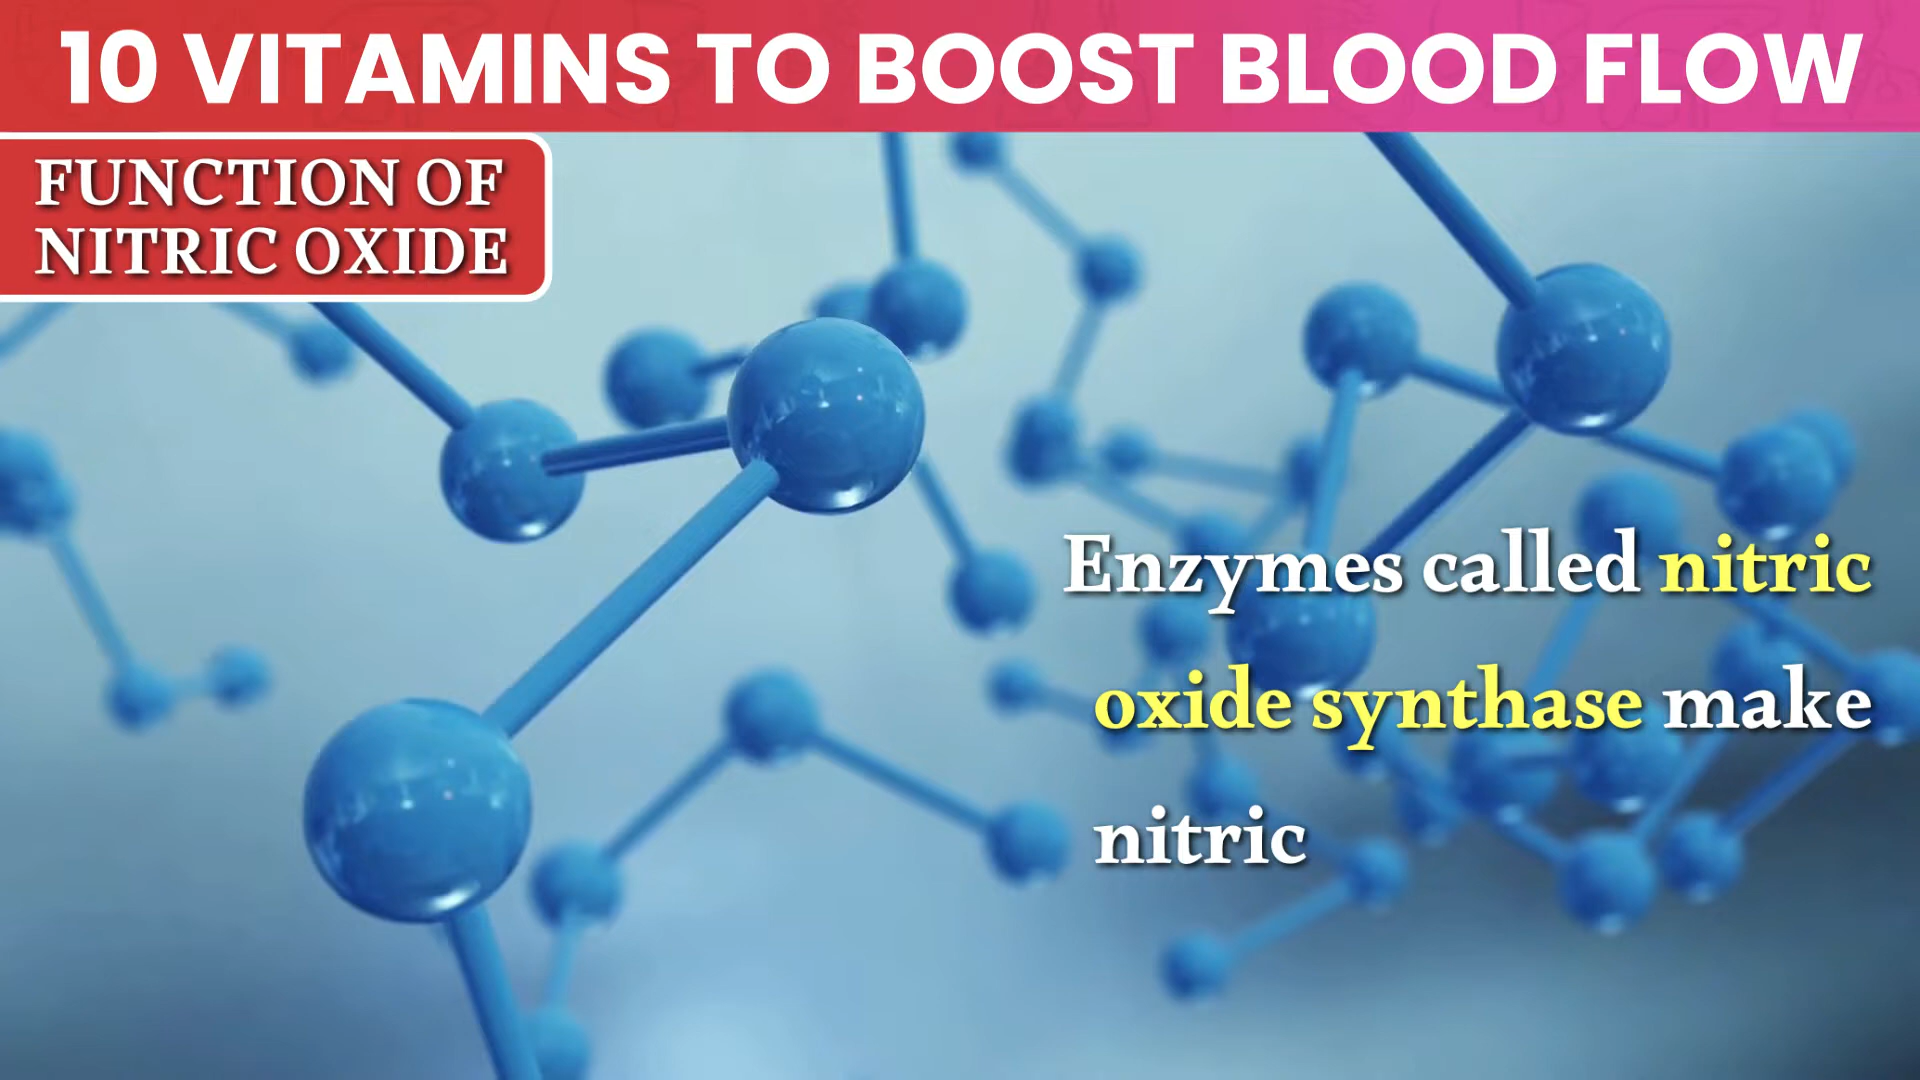 10 VITAMINS TO BOOST BLOOD FLOW
FUNCTION OF
NITRIC OXIDE
Enzymes called nitric
oxide synthase make
nitric